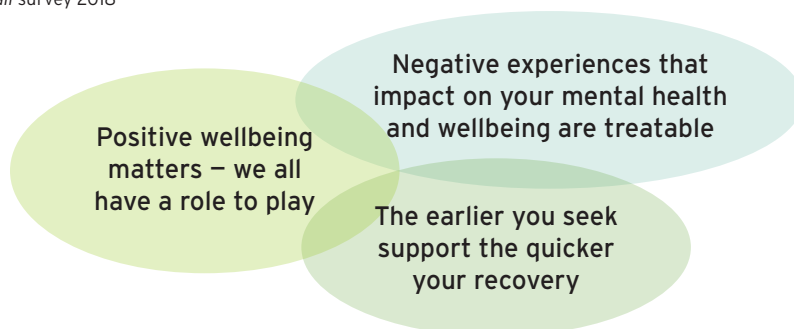 survey 2018
Positive wellbeing
matters – we all
have a role to play
Negative experiences that
impact on your mental health
and wellbeing are treatable
The earlier you seek
support the quicker
your recovery